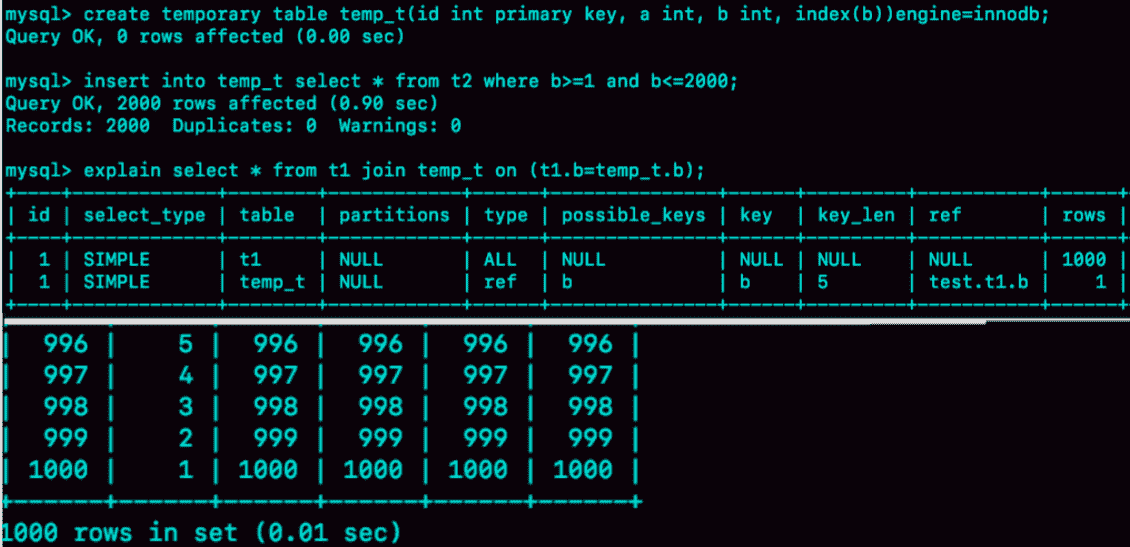 mysql> create temporary table temp_t(id int primary key, a int, b int, index(b))engine=innodb;
Query OK, 0 rows affected (0.00 sec)
mysql> insert into temp_t select * from t2 where b>=1 and b<=2000;
Query OK, 2000 rows affected (0.90 sec)
Records: 2000  Duplicates: 0  Warnings: 0
mysql> explain select * from t1 join temp_t on (t1.b=temp_t.b);
+----+-------------+--------+------------+------+---------------+------+---------+-----------+------+
| id | select_type | table  | partitions | type | possible_keys | key  | key_len | ref       | rows |
+----+-------------+--------+------------+------+---------------+------+---------+-----------+------+
|  1 | SIMPLE      | t1     | NULL       | ALL  | NULL          | NULL | NULL    | NULL      | 1000 |
|  1 | SIMPLE      | temp_t | NULL       | ref  | b             | b    | 5       | test.t1.b |    1 |
+----+-------------+--------+------------+------+---------------+------+---------+-----------+------+
|  996 |    5 |  996 |  996 |  996 |  996 |
|  997 |    4 |  997 |  997 |  997 |  997 |
|  998 |    3 |  998 |  998 |  998 |  998 |
|  999 |    2 |  999 |  999 |  999 |  999 |
| 1000 |    1 | 1000 | 1000 | 1000 | 1000 |
+------+------+------+------+------+------+
1000 rows in set (0.01 sec)